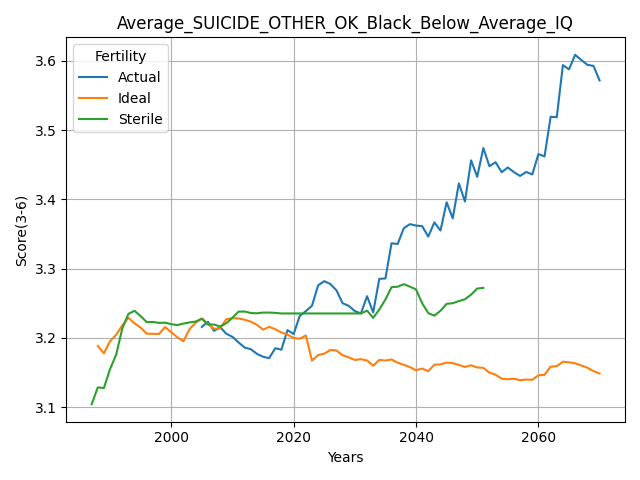 Average_SUICIDE_OTHER_OK_Black_Below_Average_IQ
Fertility
Actual
Ideal
Sterile
3.6
3.5
3.4
3.3
3.2
3.1
Score(3-6)
2000
2020
2040
2060
Years